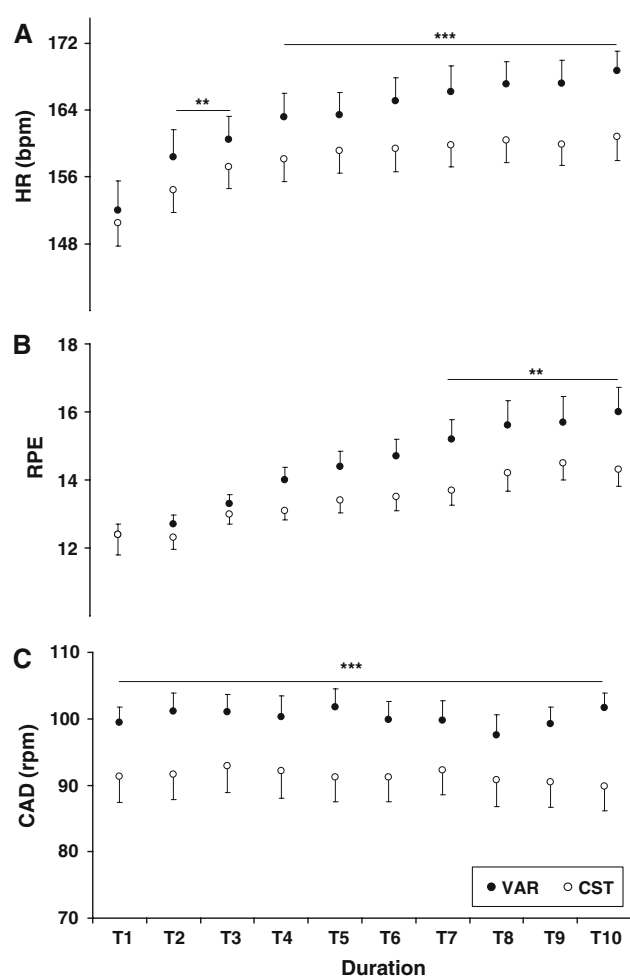 A
172
***
164
**
HR (bpm)
156
148
B
18
**
16
RPE
14
12
C
110
***
100
CAD (rpm)
90
80
VAR CST
70
T1 T2 T3 T4 T5 T6 T7 T8 T9 T10
Duration